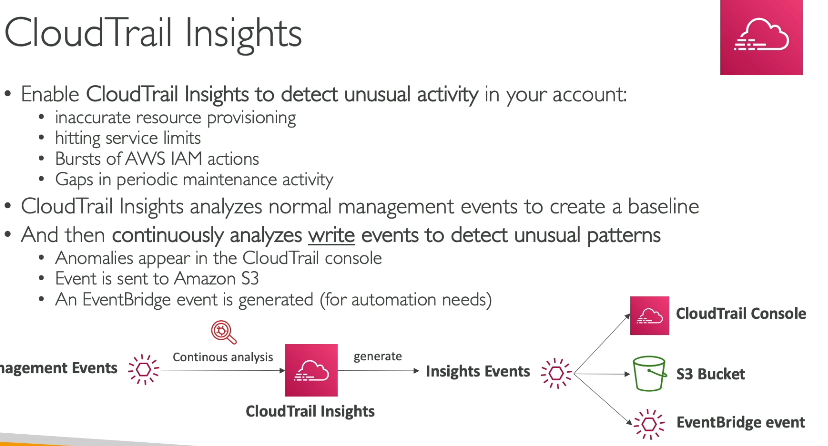 CloudTrail Insights
• Enable CloudTrail Insights to detect unusual activity in your account:
• inaccurate resource provisioning
• hitting service limits
• Bursts of AWS IAM actions
• Gaps in periodic maintenance activity
• CloudTrail Insights analyzes normal management events to create a baseline
• And then continuously analyzes write events to detect unusual patterns
• Anomalies appear in the CloudTrail console
• Event is sent to Amazon S3
• An EventBridge event is generated (for automation needs)
nagement Events
Continous analysis
CloudTrail Insights
generate
Insights Events
CloudTrail Console
S3 Bucket
EventBridge event